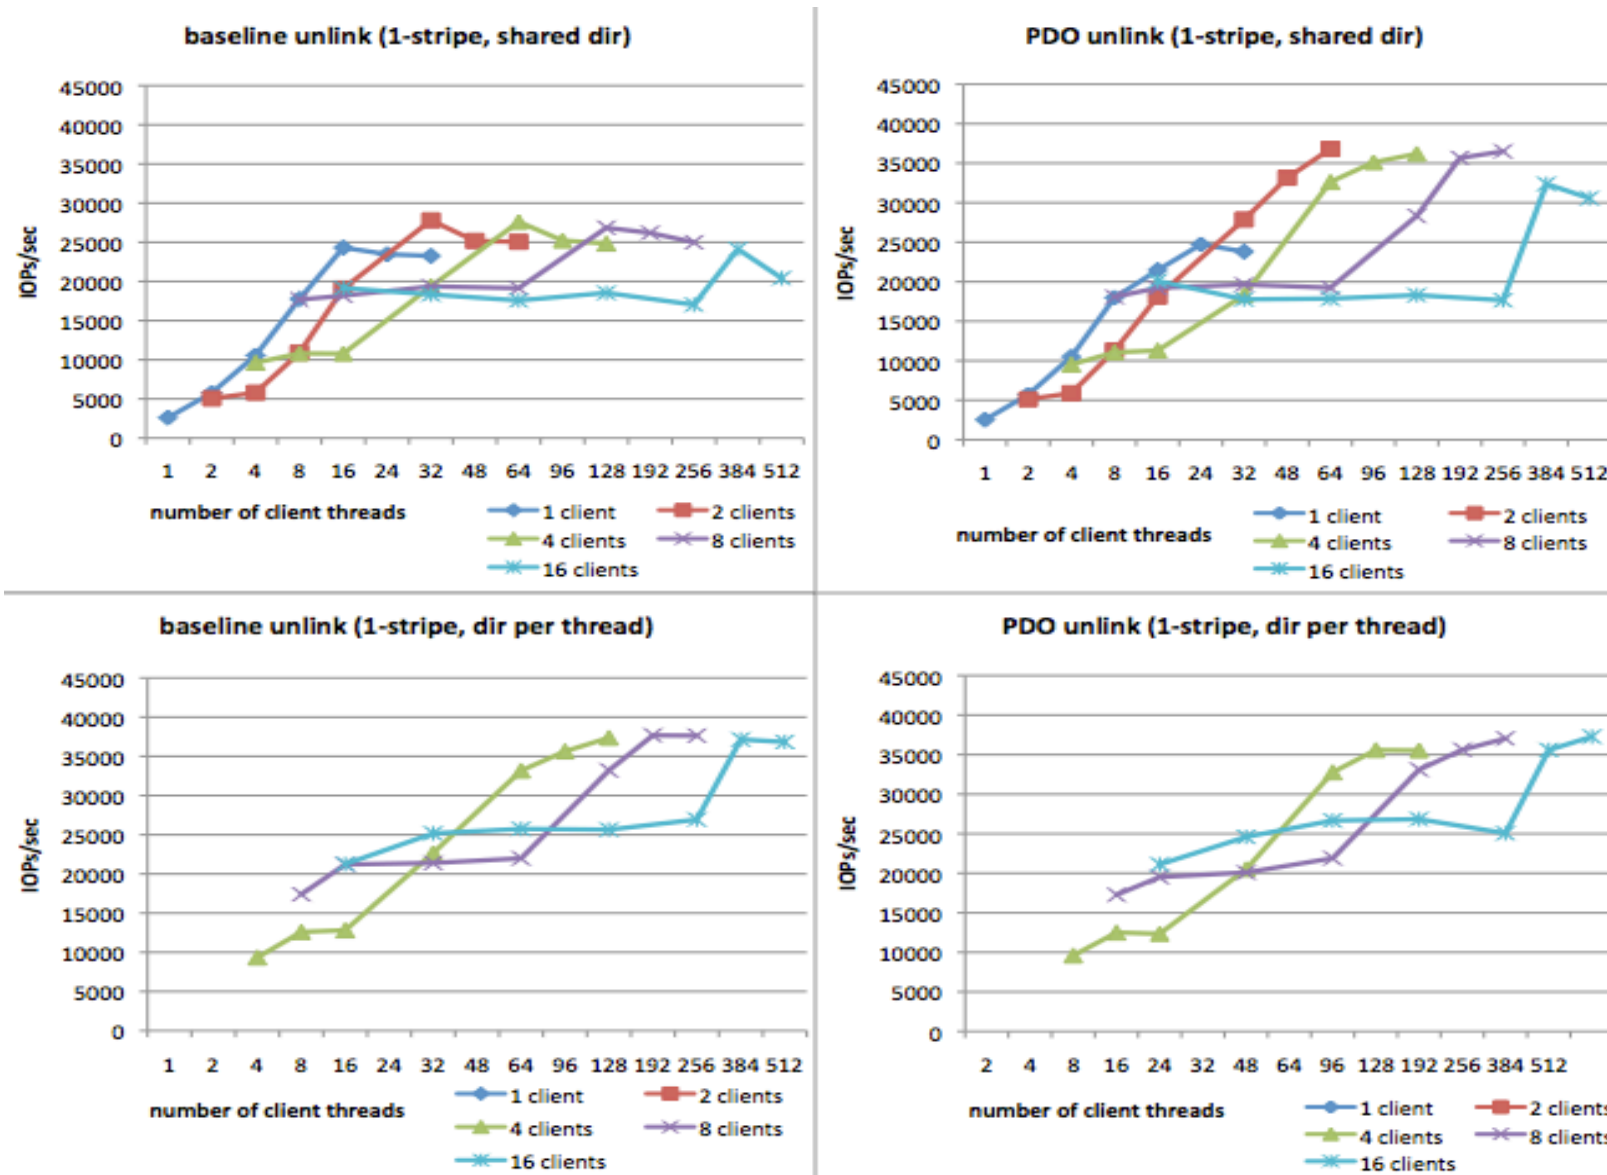 baseline unlink (1-stripe, shared dir)
45000
40000
35000
30000
25000
20000
15000
10000
5000
0
IOPs/sec
1 2 4 8 16 24 32 48 64 96 128 192 256 384 512
number of client threads
1 client 2 clients
4 clients 8 clients
16 clients
PDO unlink (1-stripe, shared dir)
45000
40000
35000
30000
25000
20000
15000
10000
5000
0
IOPs/sec
1 2 4 8 16 24 32 48 64 96 128 192 256 384 512
number of client threads
1 client 2 clients
4 clients 8 clients
16 clients
baseline unlink (1-stripe, dir per thread)
45000
40000
35000
30000
25000
20000
15000
10000
5000
0
IOPs/sec
1 2 4 8 16 24 32 48 64 96 128 192 256 384 512
number of client threads
1 client 2 clients
4 clients 8 clients
16 clients
PDO unlink (1-stripe, dir per thread)
45000
40000
35000
30000
25000
20000
15000
10000
5000
0
IOPs/sec
2 4 8 16 24 32 48 64 96 128 192 256 384 512
number of client threads
1 client 2 clients
4 clients 8 clients
16 clients